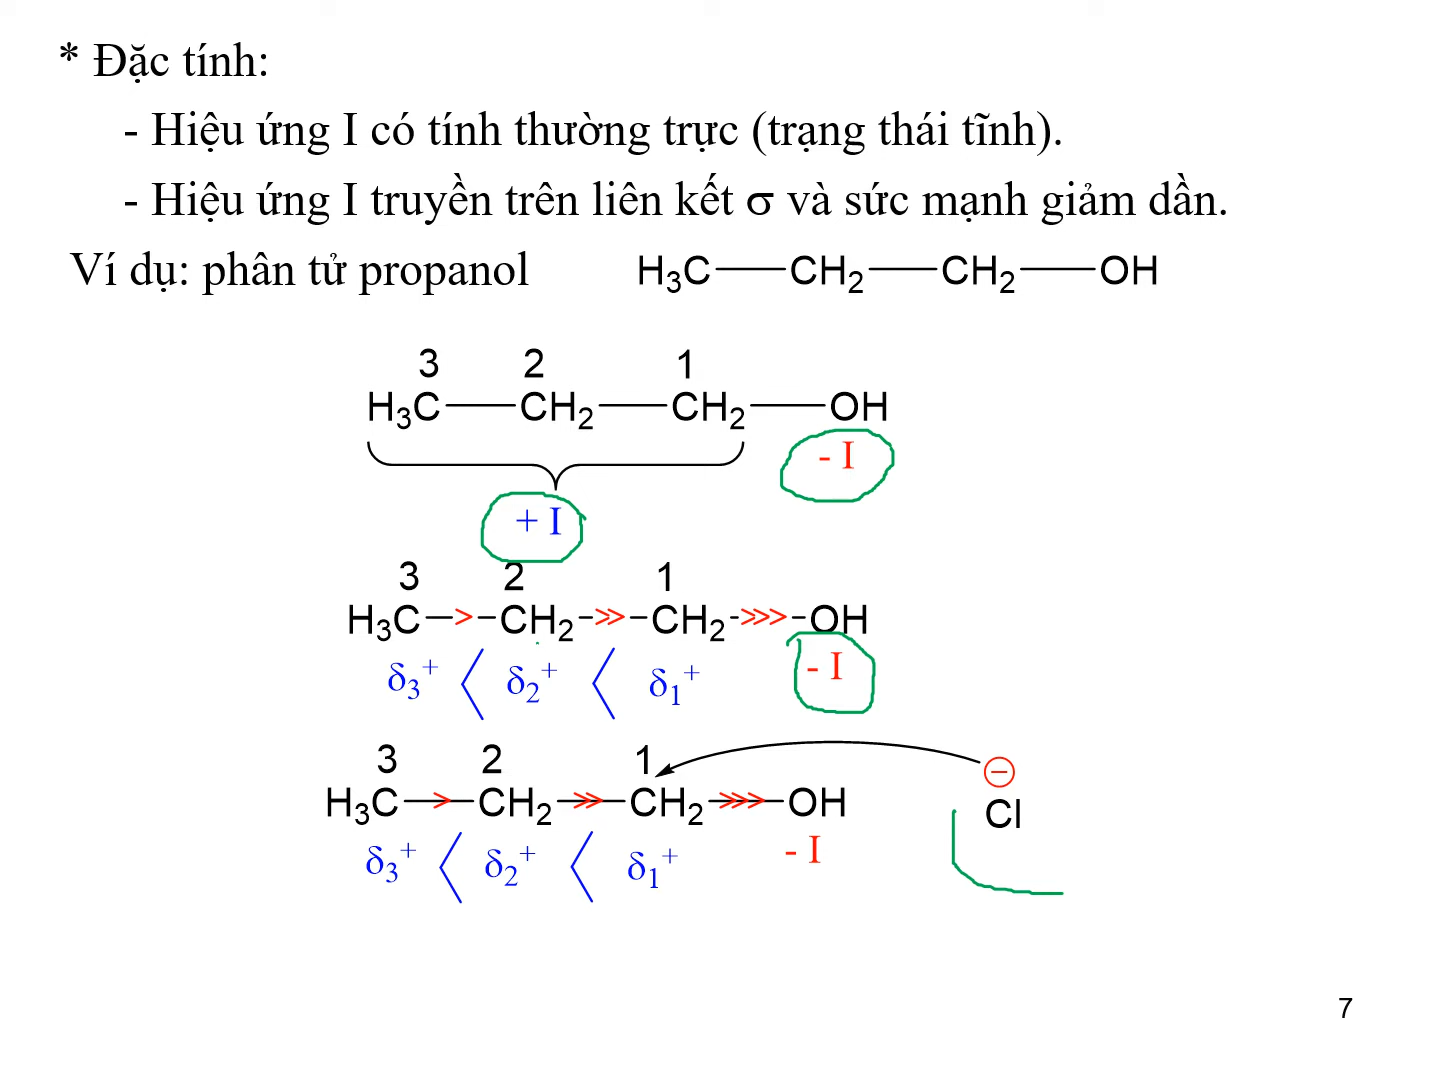 * Đặc tính:
- Hiệu ứng I có tính thường trực (trạng thái tĩnh).
- Hiệu ứng I truyền trên liên kết σ và sức mạnh giảm dần.
Ví dụ: phân tử propanol H₃C—CH₂—CH₂—OH
3 2 1
H₃C—CH₂—CH₂—OH
- I
+ I
3 2 1
H₃C—>-CH₂->>-CH₂->>>-OH
δ₃⁺ < δ₂⁺ < δ₁⁺ - I
3 2 1 −
H₃C—>—CH₂—>>—CH₂—>>>—OH Cl
δ₃⁺ < δ₂⁺ < δ₁⁺ - I
7